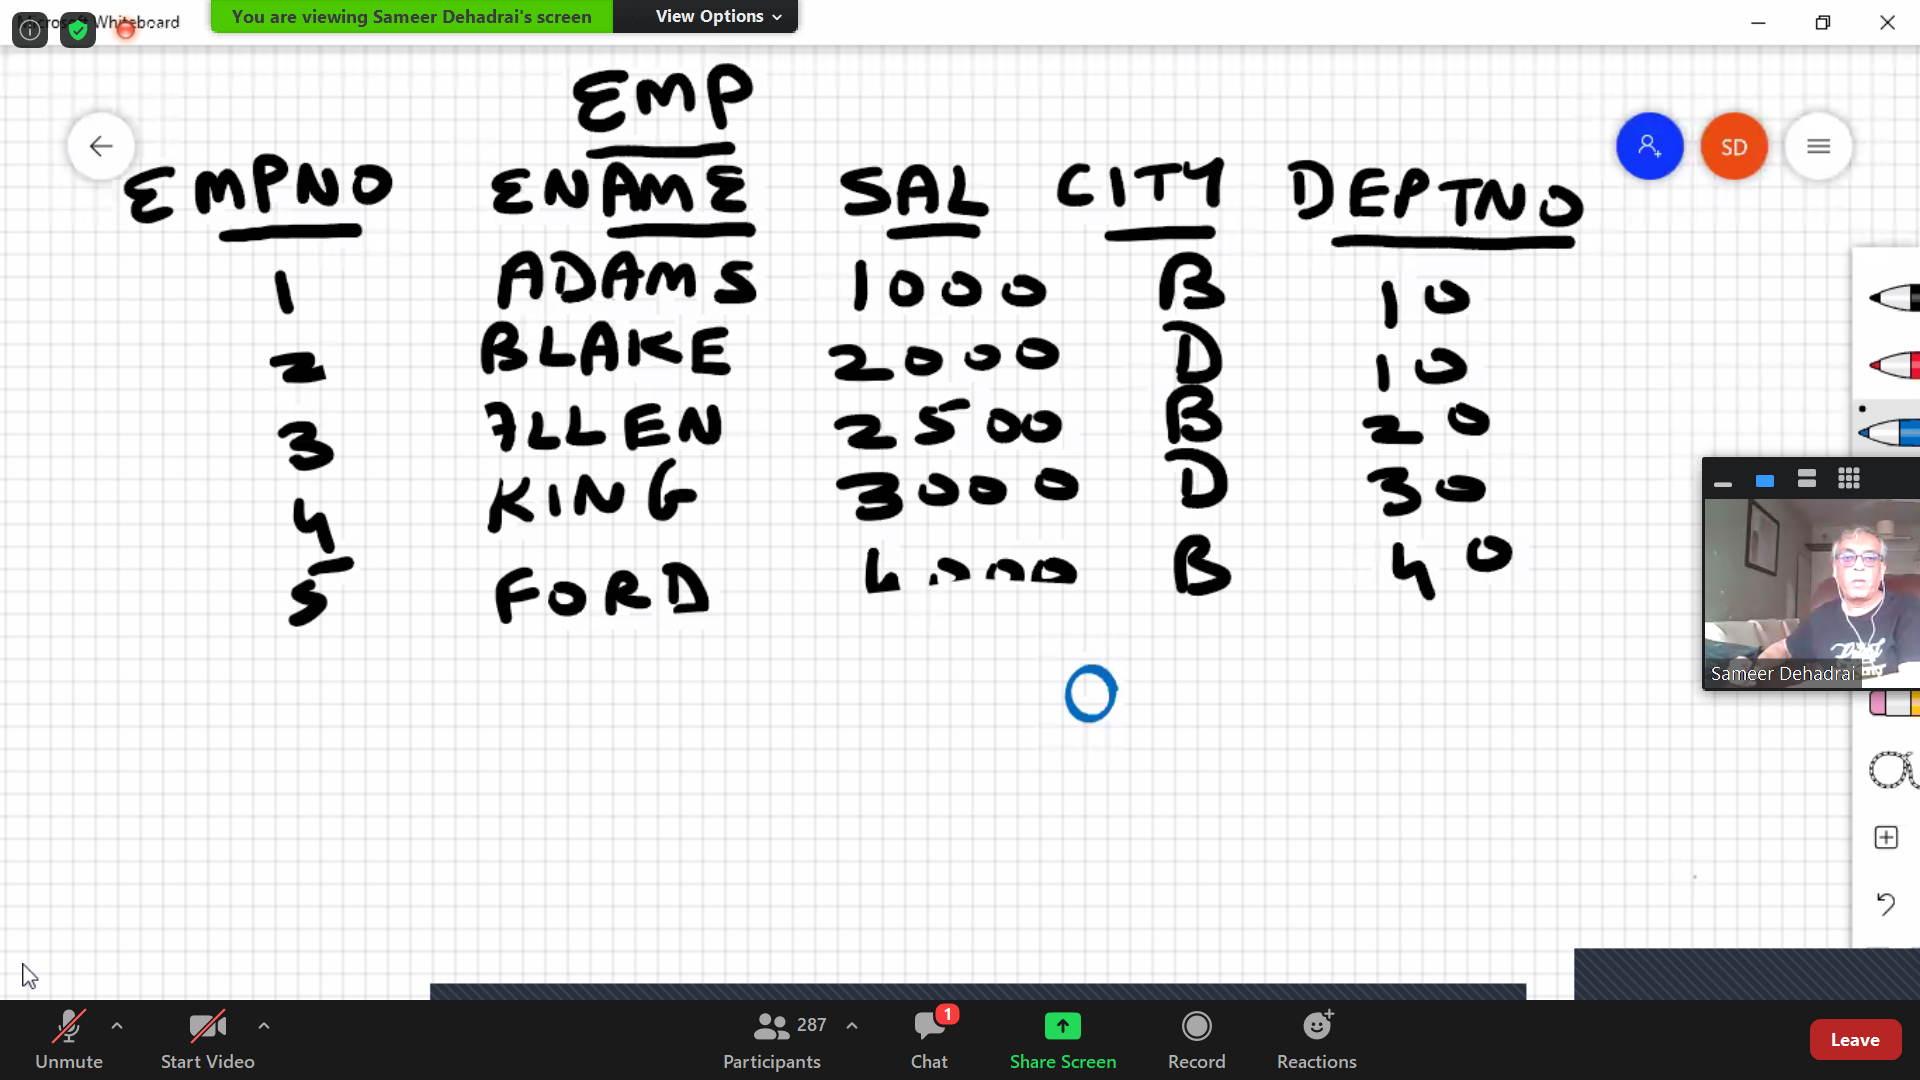 Microsoft Whiteboard
You are viewing Sameer Dehadrai's screen View Options
EMP
EMPNO ENAME SAL CITY DEPTNO
SD
1 ADAMS 1000 B 10
2 BLAKE 2000 D 10
3 ALLEN 2500 B 20
4 KING 3000 D 30
5 FORD 4000 B 40
Sameer Dehadrai
287 1
Unmute Start Video Participants Chat Share Screen Record Reactions Leave